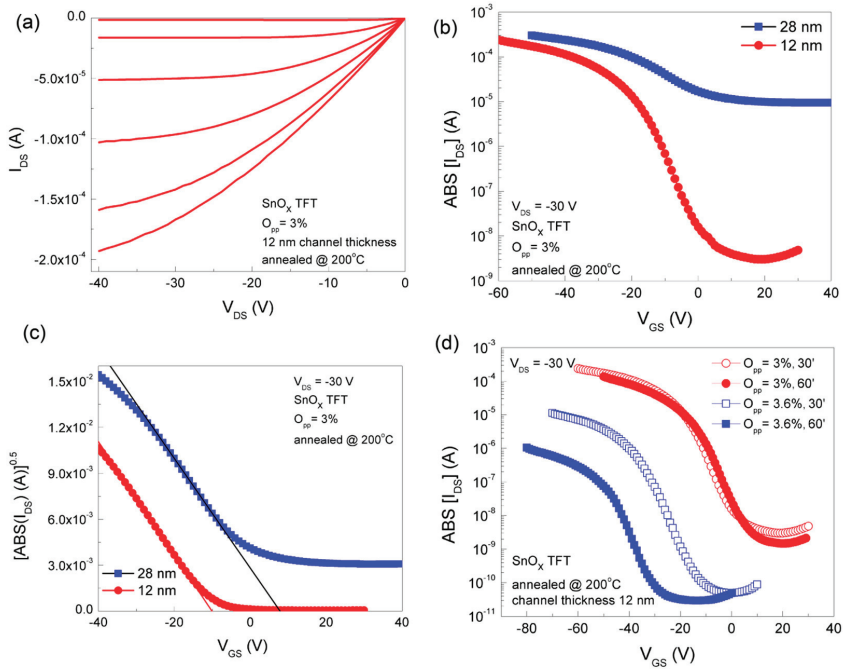 (a)
0.0
-5.0x10⁻⁵
-1.0x10⁻⁴
-1.5x10⁻⁴
-2.0x10⁻⁴
I_DS (A)
SnOₓ TFT
O_pp= 3%
12 nm channel thickness
annealed @ 200°C
-40 -30 -20 -10 0
V_DS (V)
(b)
10⁻³
10⁻⁴
10⁻⁵
10⁻⁶
10⁻⁷
10⁻⁸
10⁻⁹
ABS [I_DS] (A)
28 nm
12 nm
V_DS = -30 V
SnOₓ TFT
O_pp= 3%
annealed @ 200°C
-60 -40 -20 0 20 40
V_GS (V)
(c)
1.5x10⁻²
1.2x10⁻²
9.0x10⁻³
6.0x10⁻³
3.0x10⁻³
0.0
[ABS(I_DS) (A)]^0.5
V_DS = -30 V
SnOₓ TFT
O_pp= 3%
annealed @ 200°C
28 nm
12 nm
-40 -20 0 20 40
V_GS (V)
(d)
10⁻³
10⁻⁴
10⁻⁵
10⁻⁶
10⁻⁷
10⁻⁸
10⁻⁹
10⁻¹⁰
10⁻¹¹
ABS [I_DS] (A)
V_DS = -30 V
O_pp= 3%, 30'
O_pp= 3%, 60'
O_pp= 3.6%, 30'
O_pp= 3.6%, 60'
SnOₓ TFT
annealed @ 200°C
channel thickness 12 nm
-80 -60 -40 -20 0 20 40
V_GS (V)